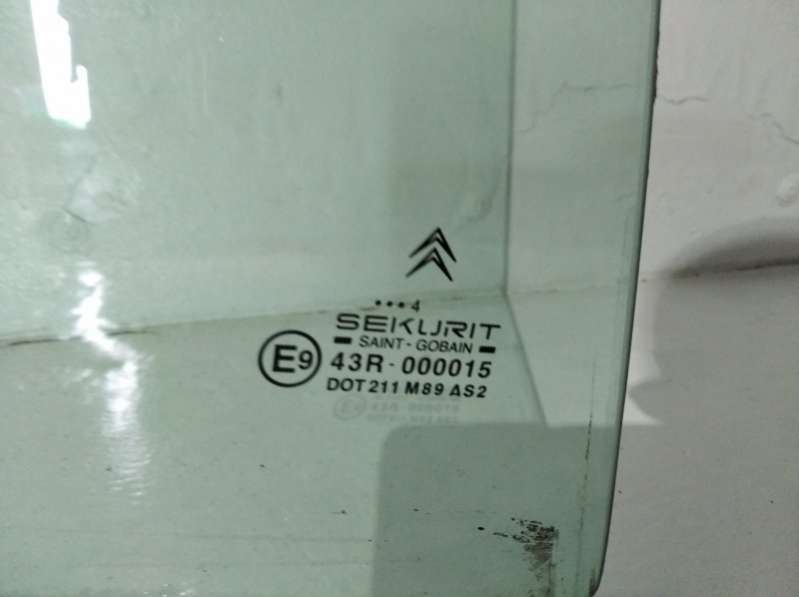 •••4
SEKURIT
SAINT - GOBAIN
E9 43R - 000015
DOT 211 M89 AS2